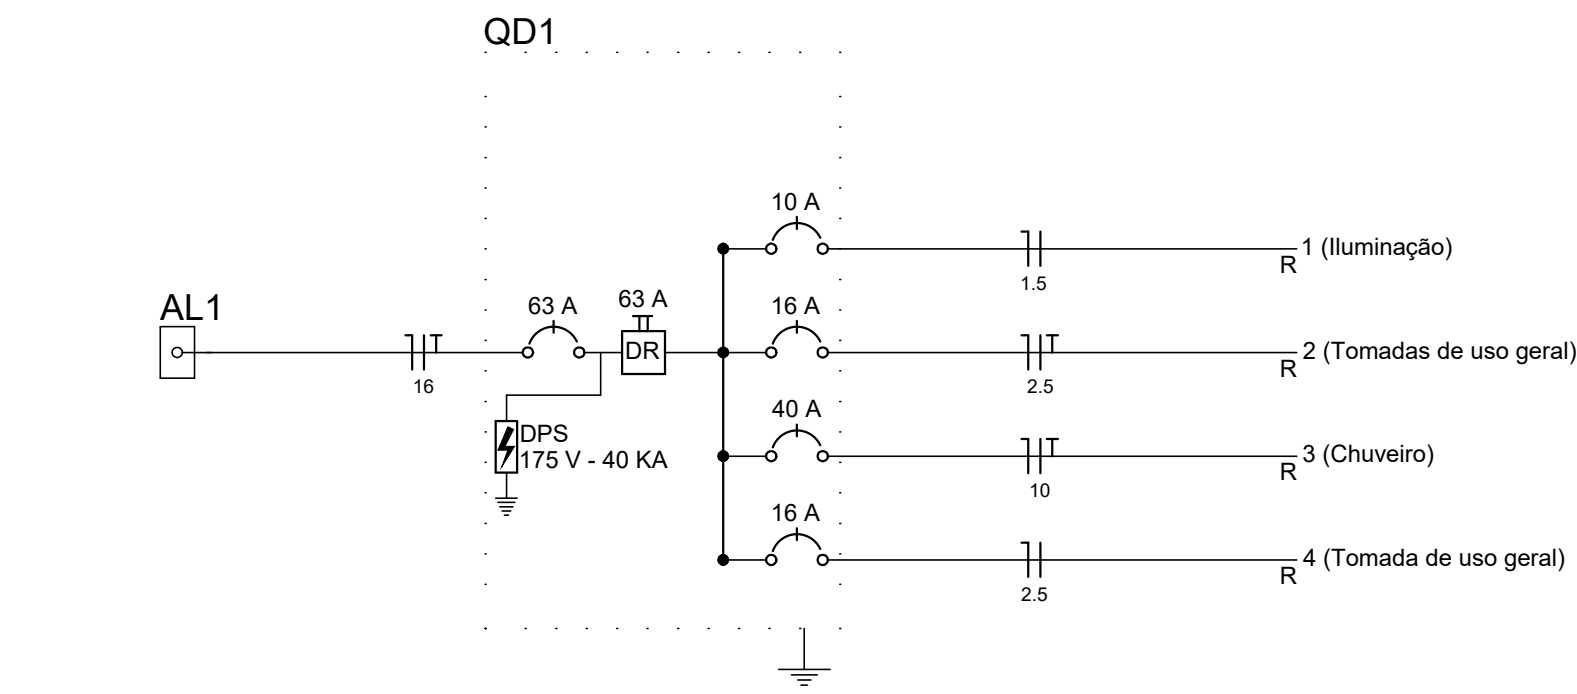 QD1
10 A
1 (Iluminação)
R
1.5
AL1
63 A
63 A
16 A
DR
2 (Tomadas de uso geral)
R
16
2.5
40 A
DPS
175 V - 40 KA
3 (Chuveiro)
R
10
16 A
4 (Tomada de uso geral)
R
2.5